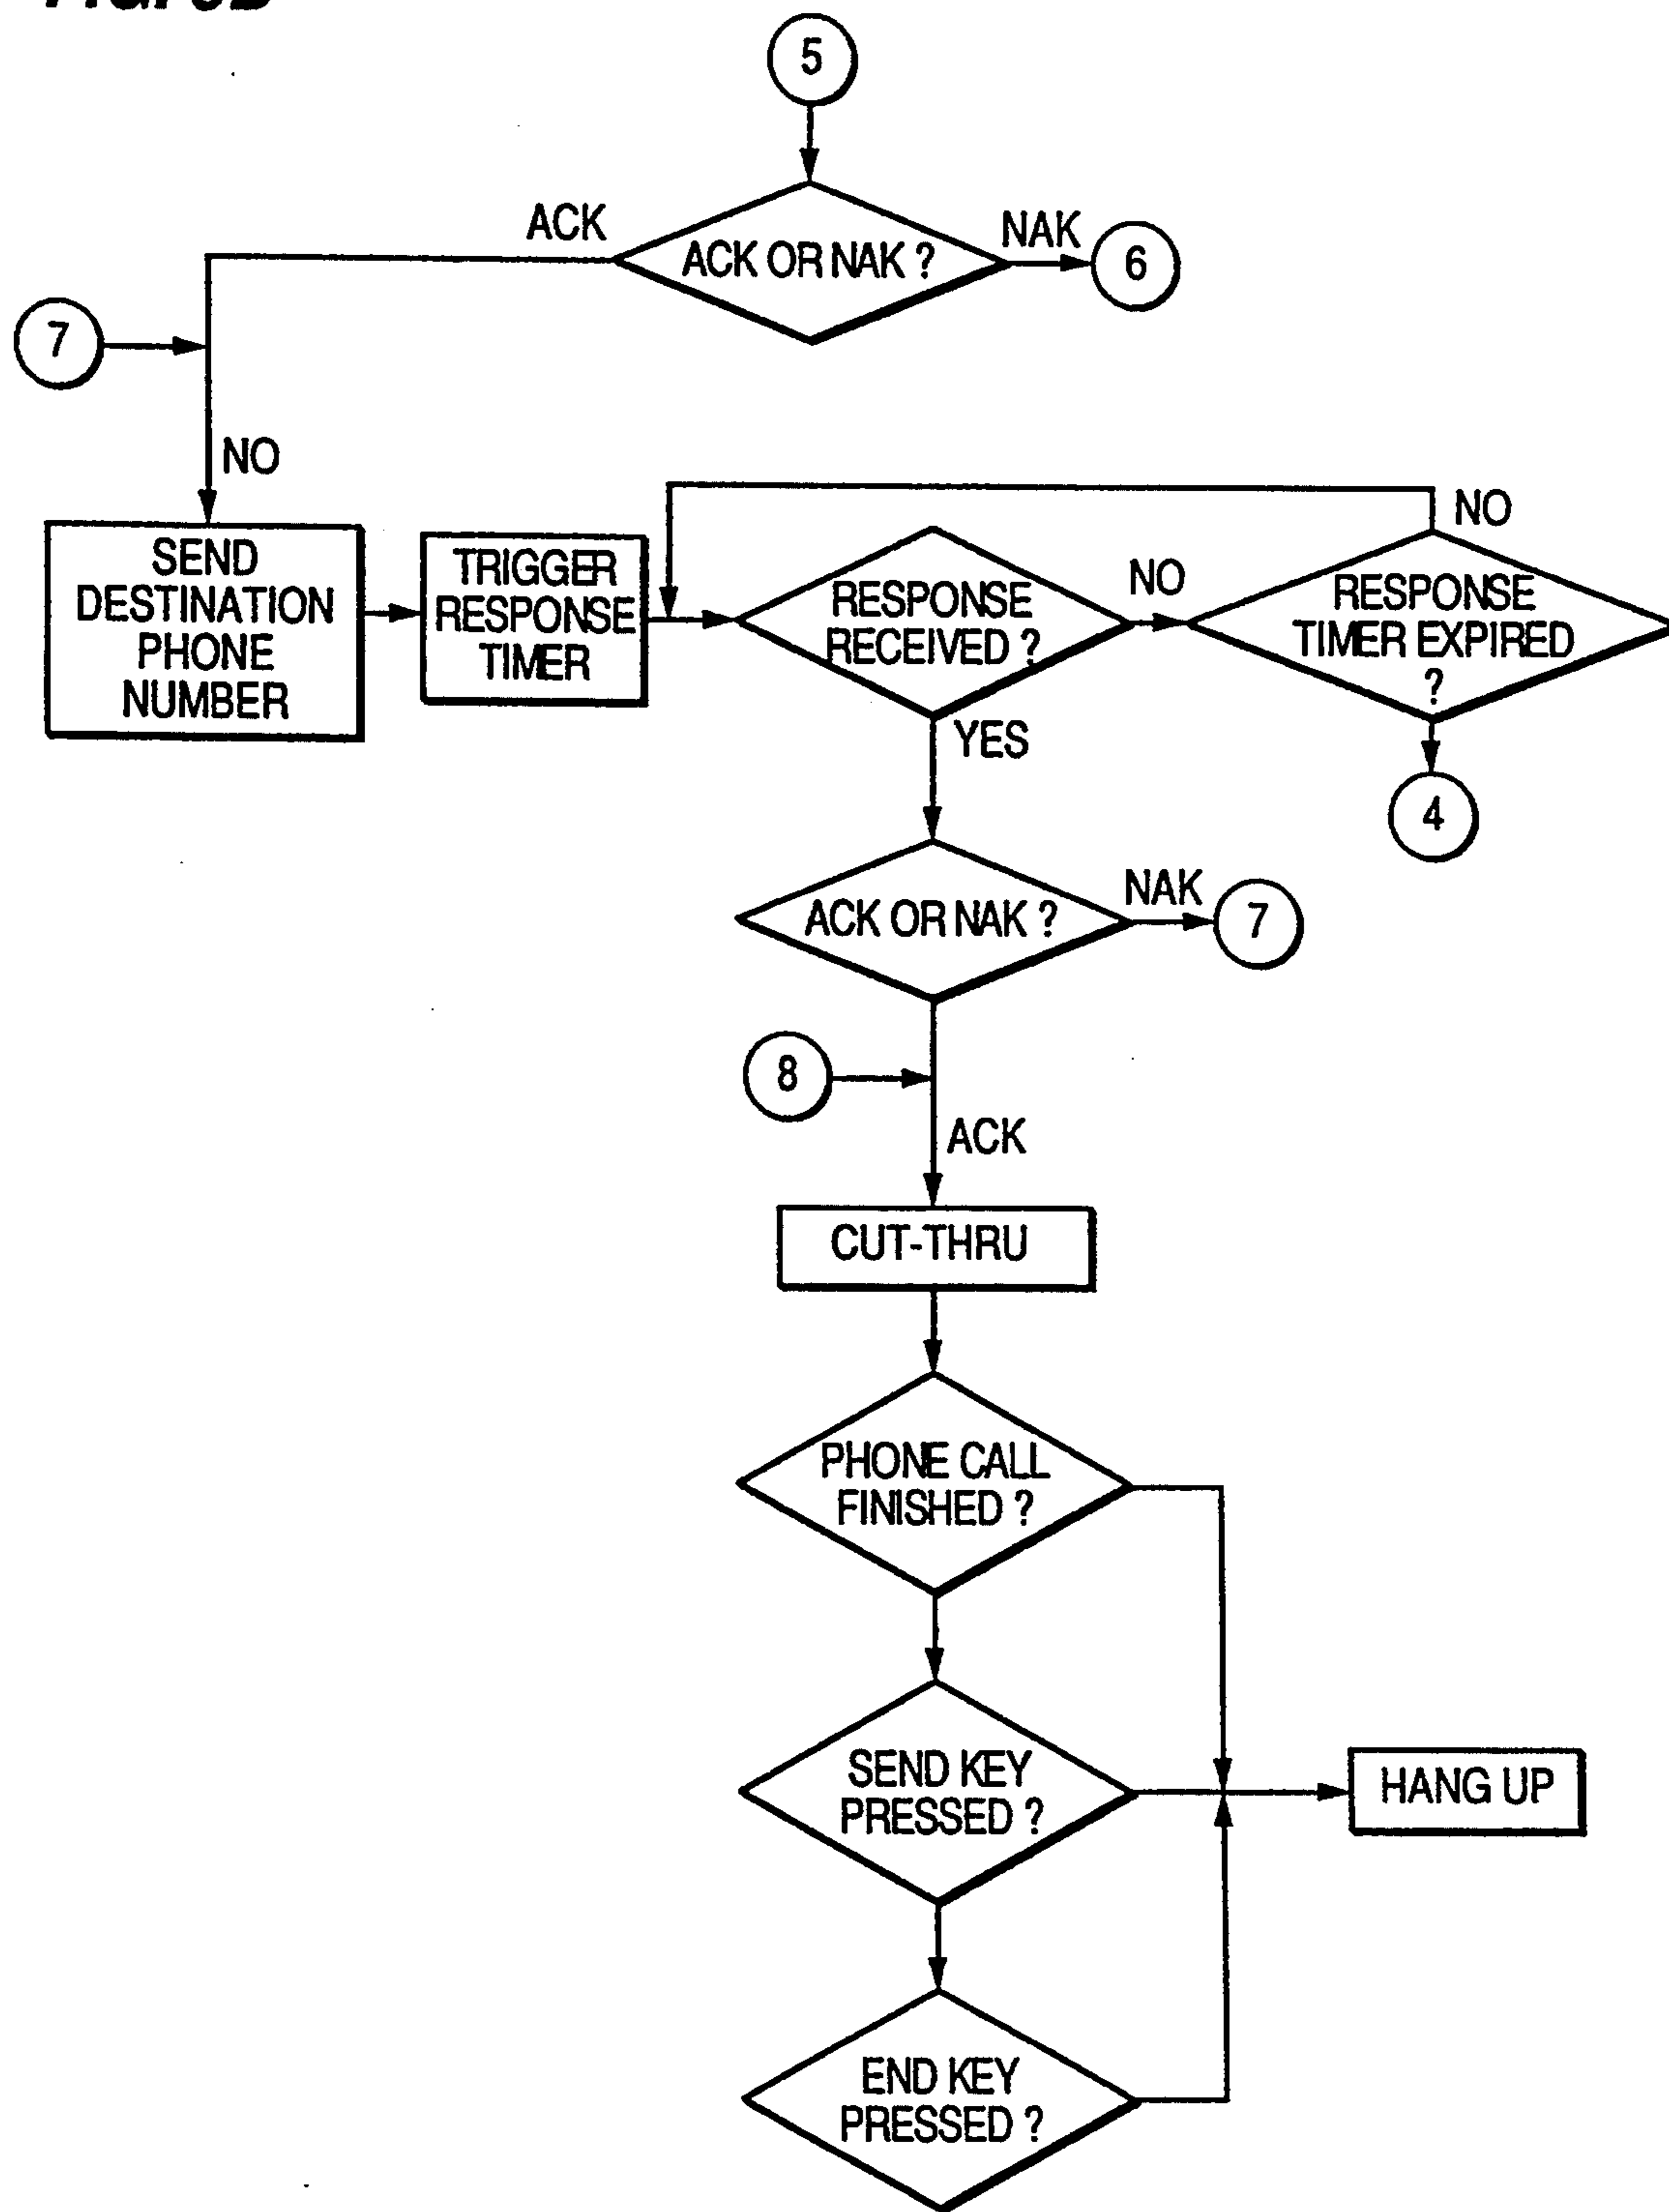 5
ACK
ACK OR NAK ?
NAK
6
7
NO
SEND
DESTINATION
PHONE
NUMBER
TRIGGER
RESPONSE
TIMER
RESPONSE
RECEIVED ?
NO
NO
RESPONSE
TIMER EXPIRED
?
YES
4
ACK OR NAK ?
NAK
7
8
ACK
CUT-THRU
PHONE CALL
FINISHED ?
SEND KEY
PRESSED ?
HANG UP
END KEY
PRESSED ?